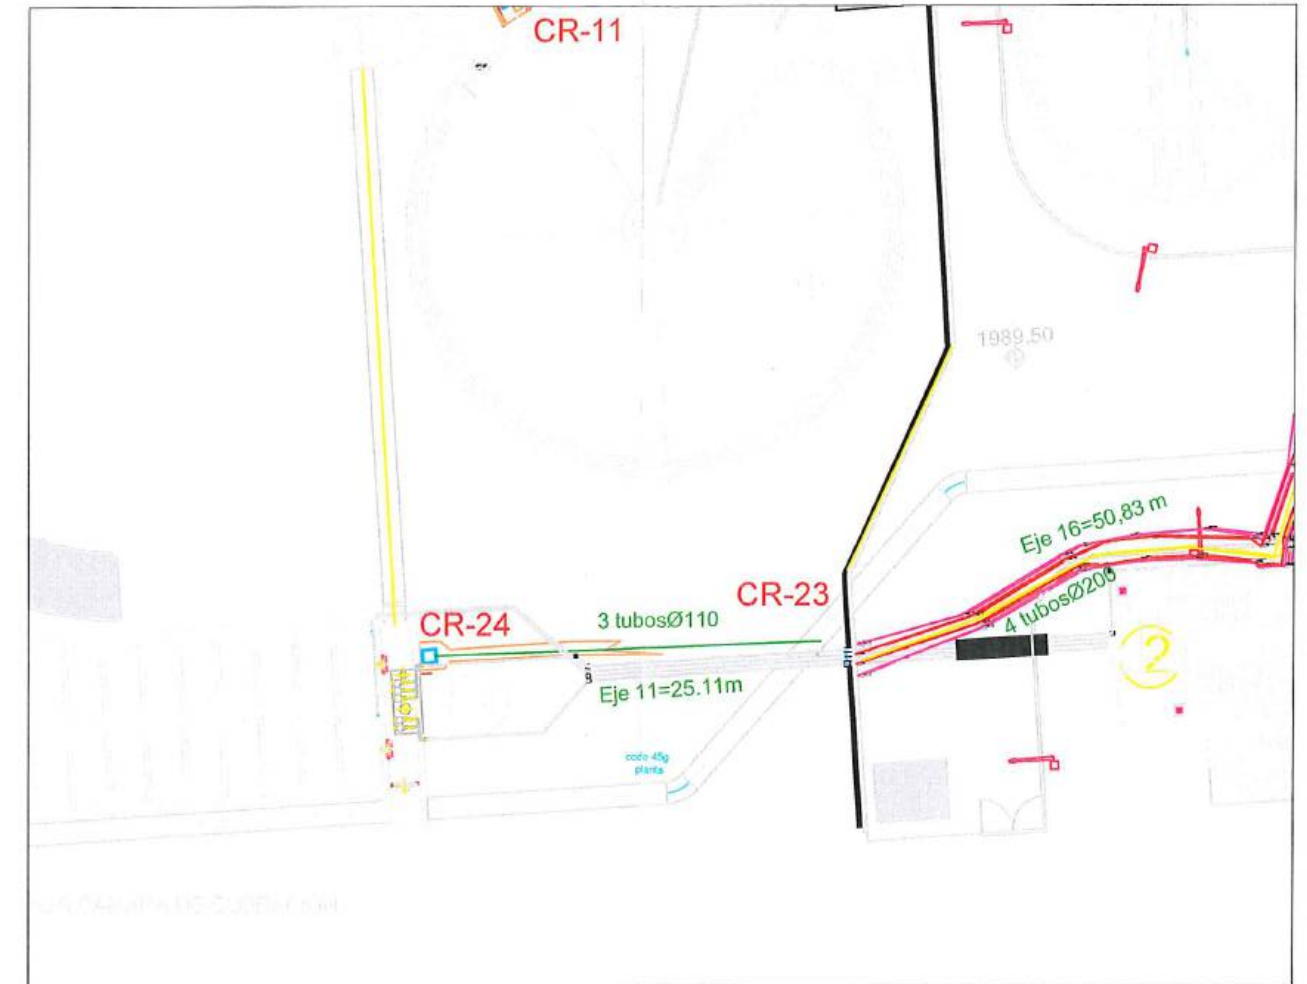 CR-11
1989.50
Eje 16=50,83 m
4 tubosØ200
CR-23
3 tubosØ110
CR-24
2
Eje 11=25.11m
codo 45g
planta